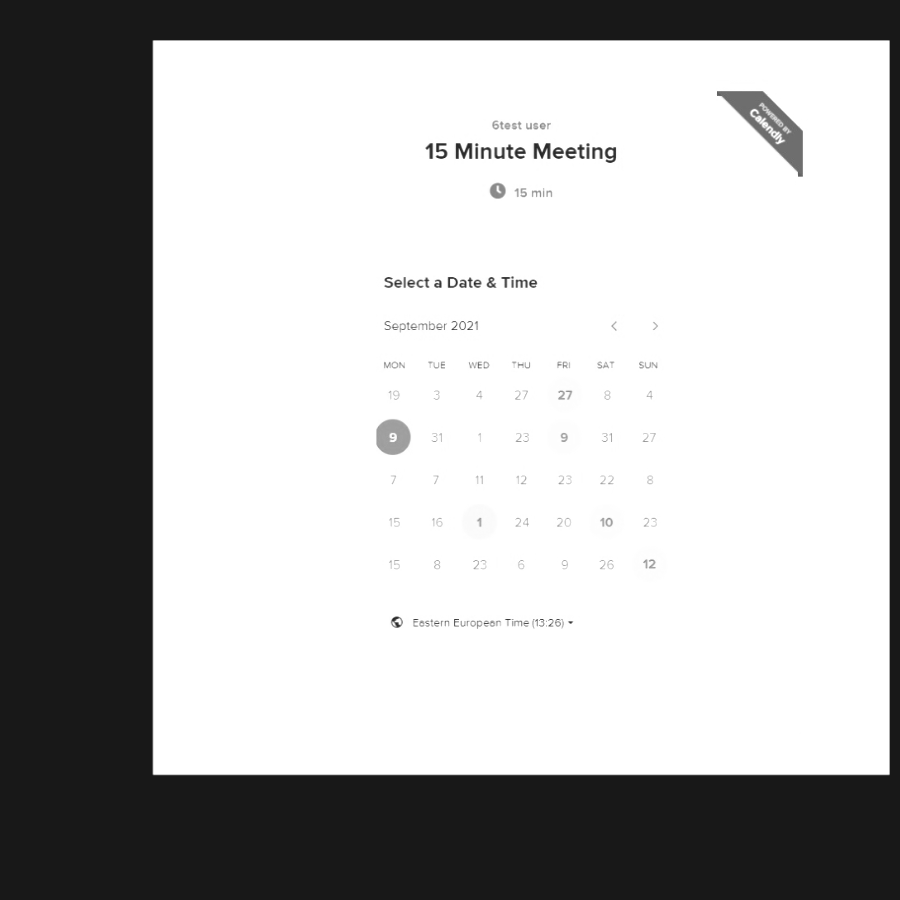 POWERED BY
Calendly
6test user
15 Minute Meeting
15 min
Select a Date & Time
September 2021
MON TUE WED THU FRI SAT SUN
19 3 4 27 27 8 4
9 31 1 23 9 31 27
7 7 11 12 23 22 8
15 16 1 24 20 10 23
15 8 23 6 9 26 12
Eastern European Time (13:26)